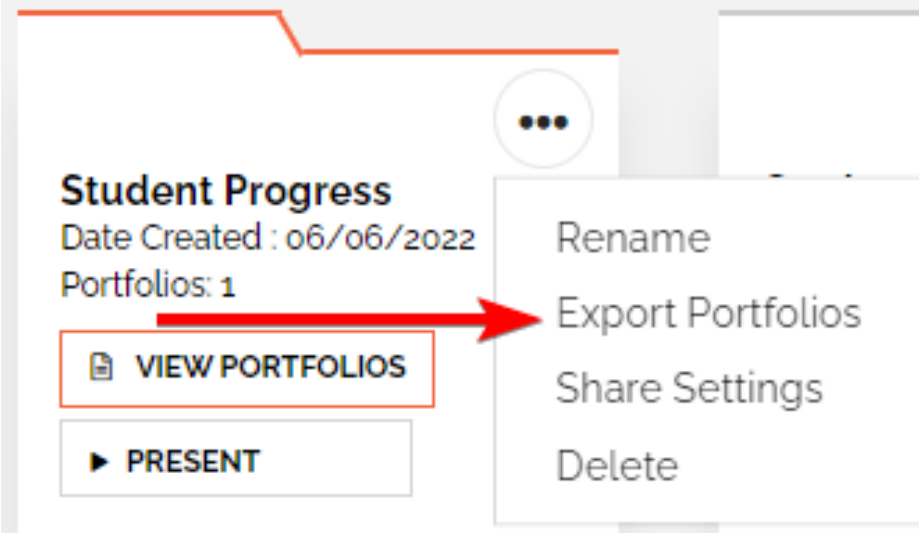 Student Progress
Date Created : 06/06/2022
Portfolios: 1
VIEW PORTFOLIOS
PRESENT
Rename
Export Portfolios
Share Settings
Delete